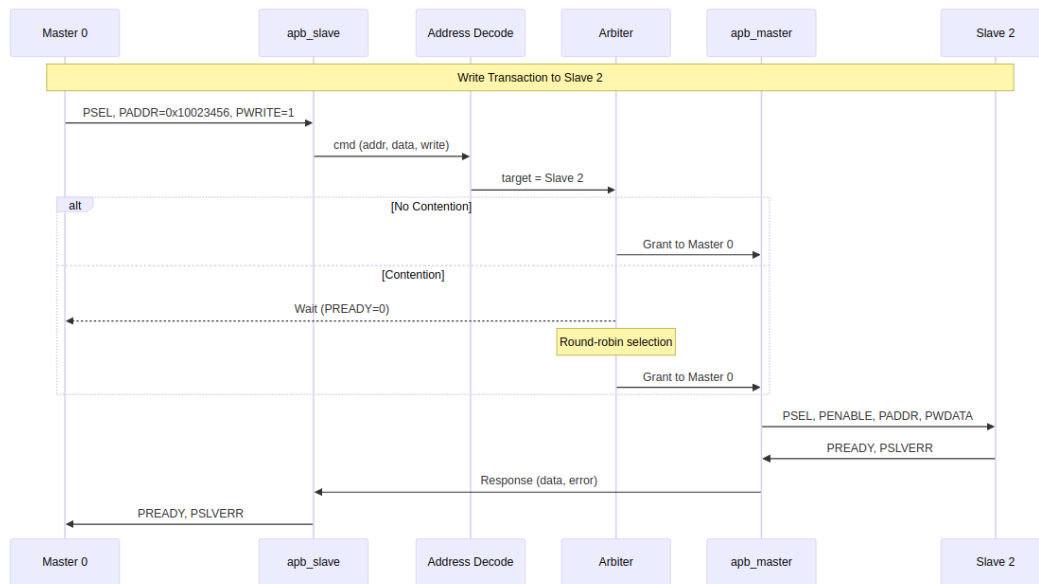 Master 0
apb_slave
Address Decode
Arbiter
apb_master
Slave 2
Write Transaction to Slave 2
PSEL, PADDR=0x10023456, PWRITE=1
cmd (addr, data, write)
target = Slave 2
alt
[No Contention]
Grant to Master 0
[Contention]
Wait (PREADY=0)
Round-robin selection
Grant to Master 0
PSEL, PENABLE, PADDR, PWDATA
PREADY, PSLVERR
Response (data, error)
PREADY, PSLVERR
Master 0
apb_slave
Address Decode
Arbiter
apb_master
Slave 2